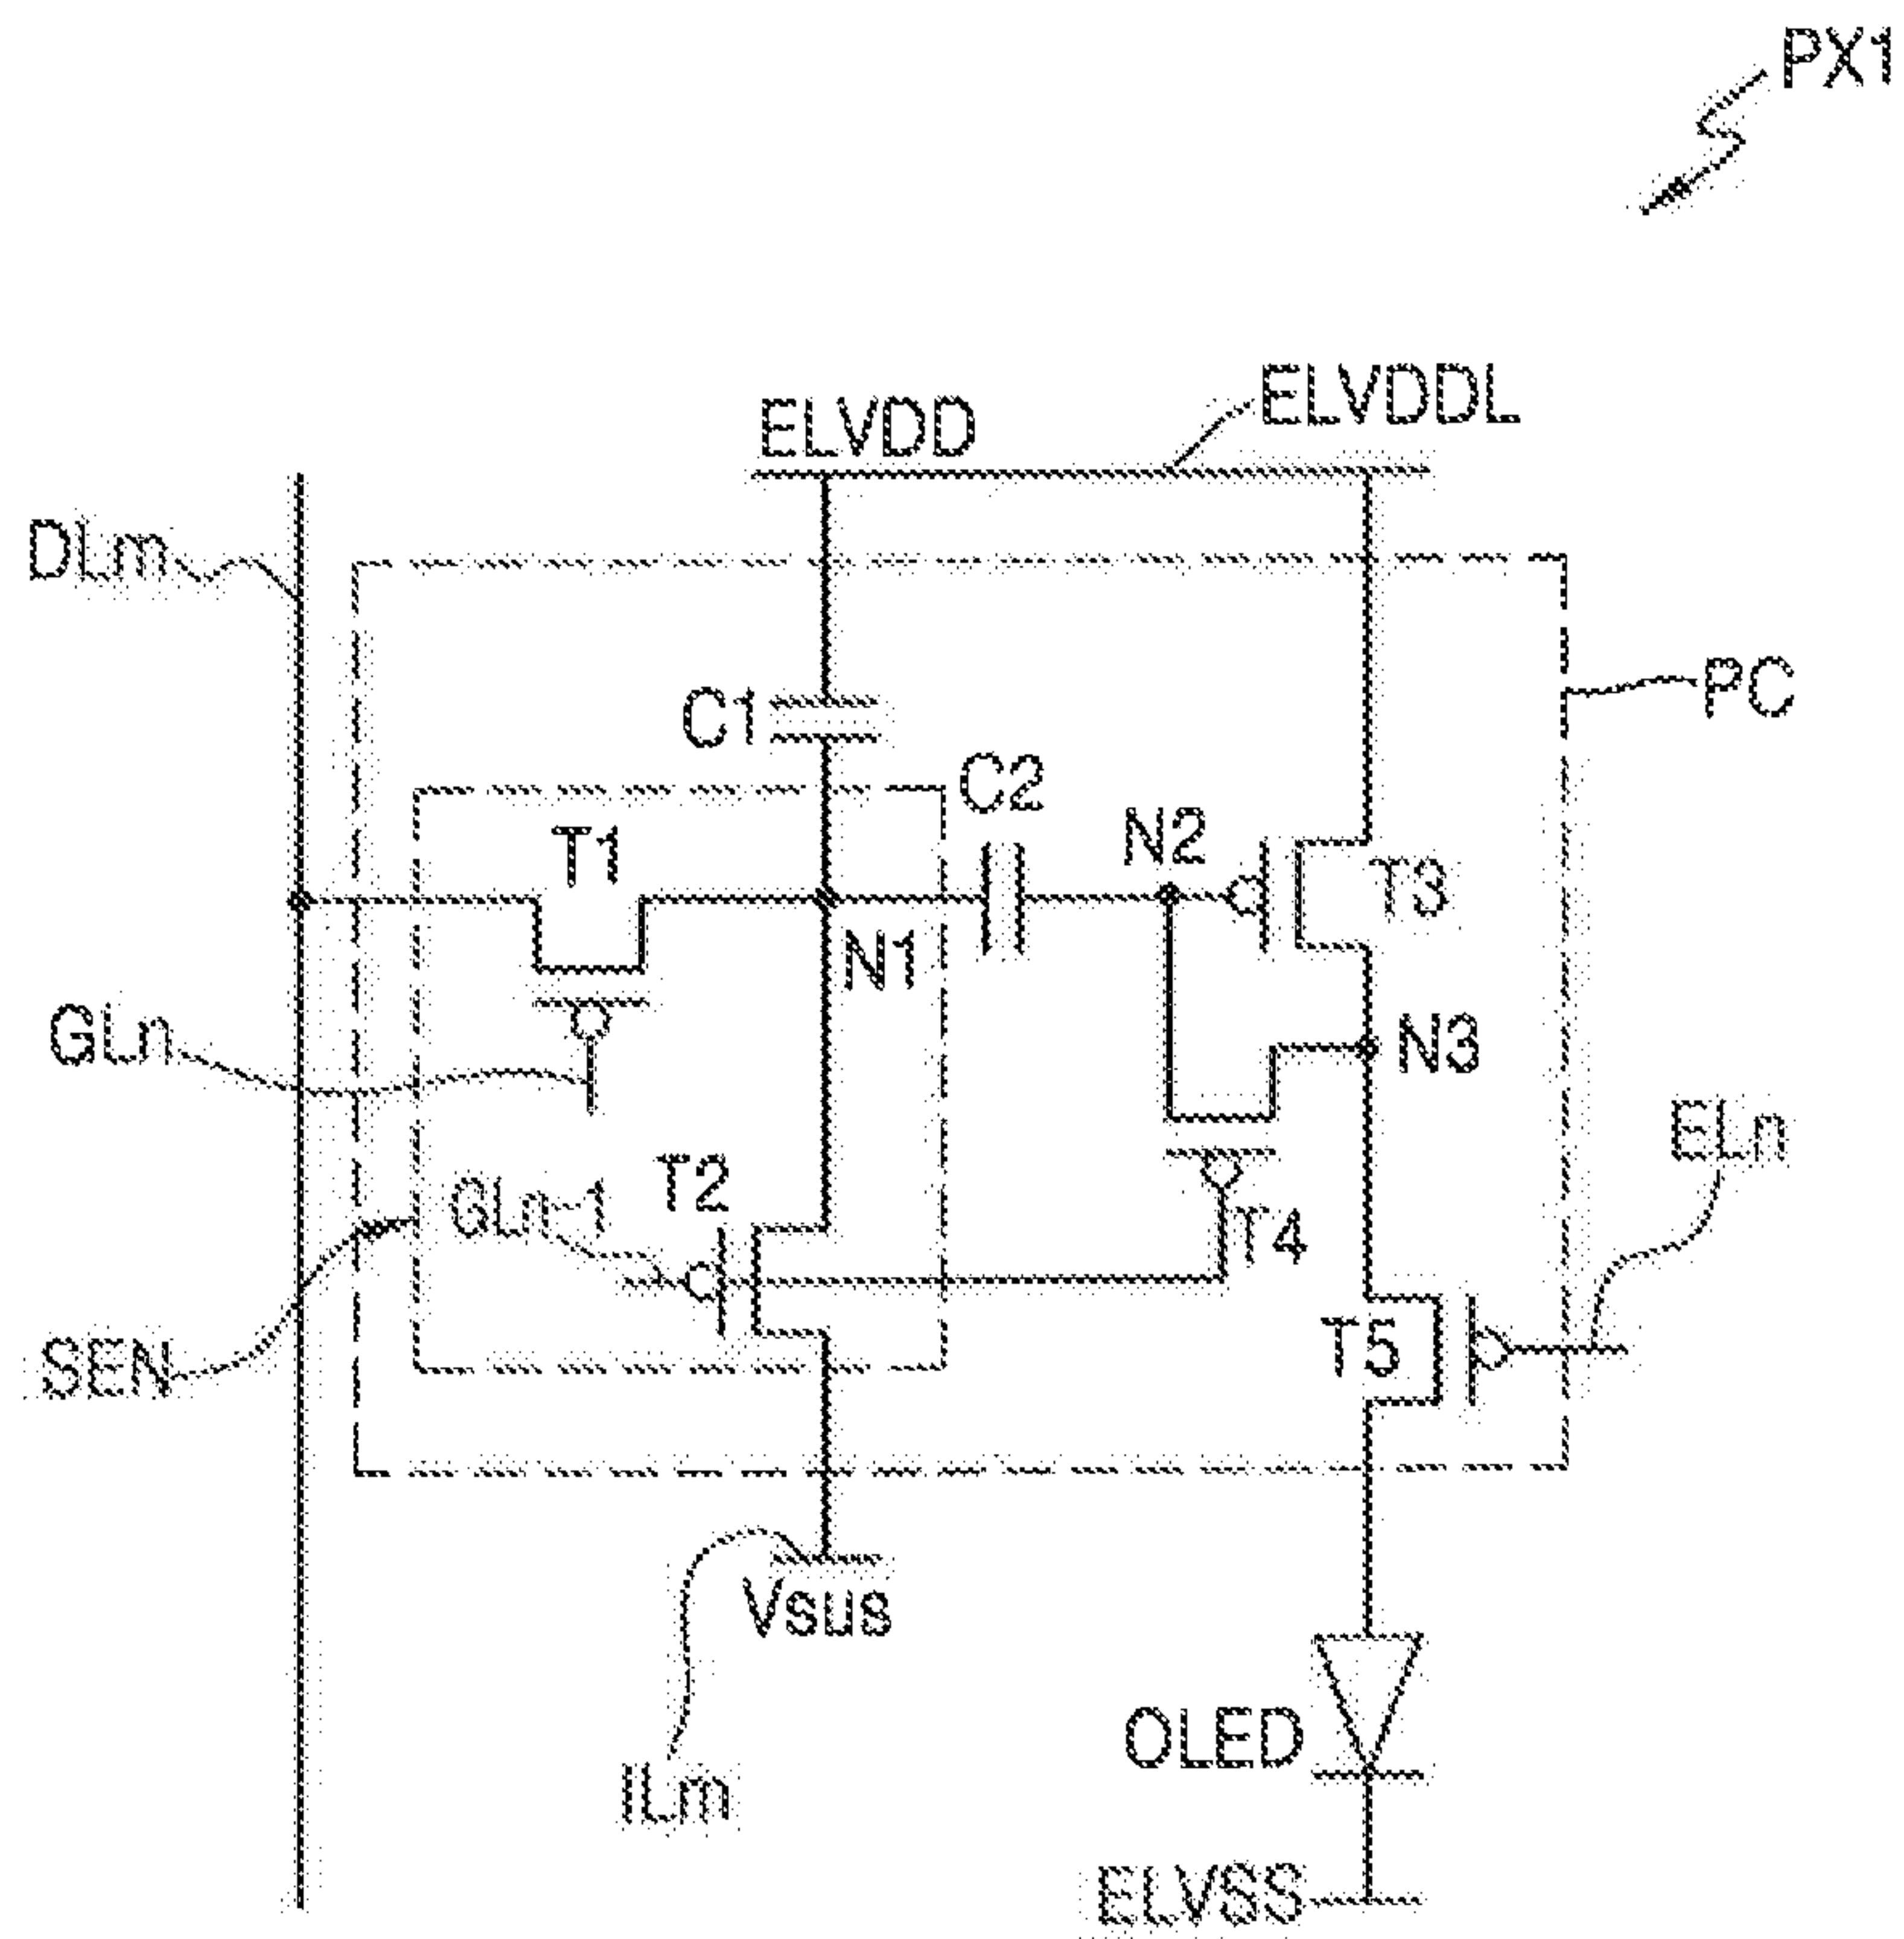 PX1
ELVDD
ELVDDL
DLm
PC
C1
C2
T1
N2
T3
N1
GLn
N3
ELn
T2
GLn-1
T4
T5
SEN
Vsus
ILm
OLED
ELVSS